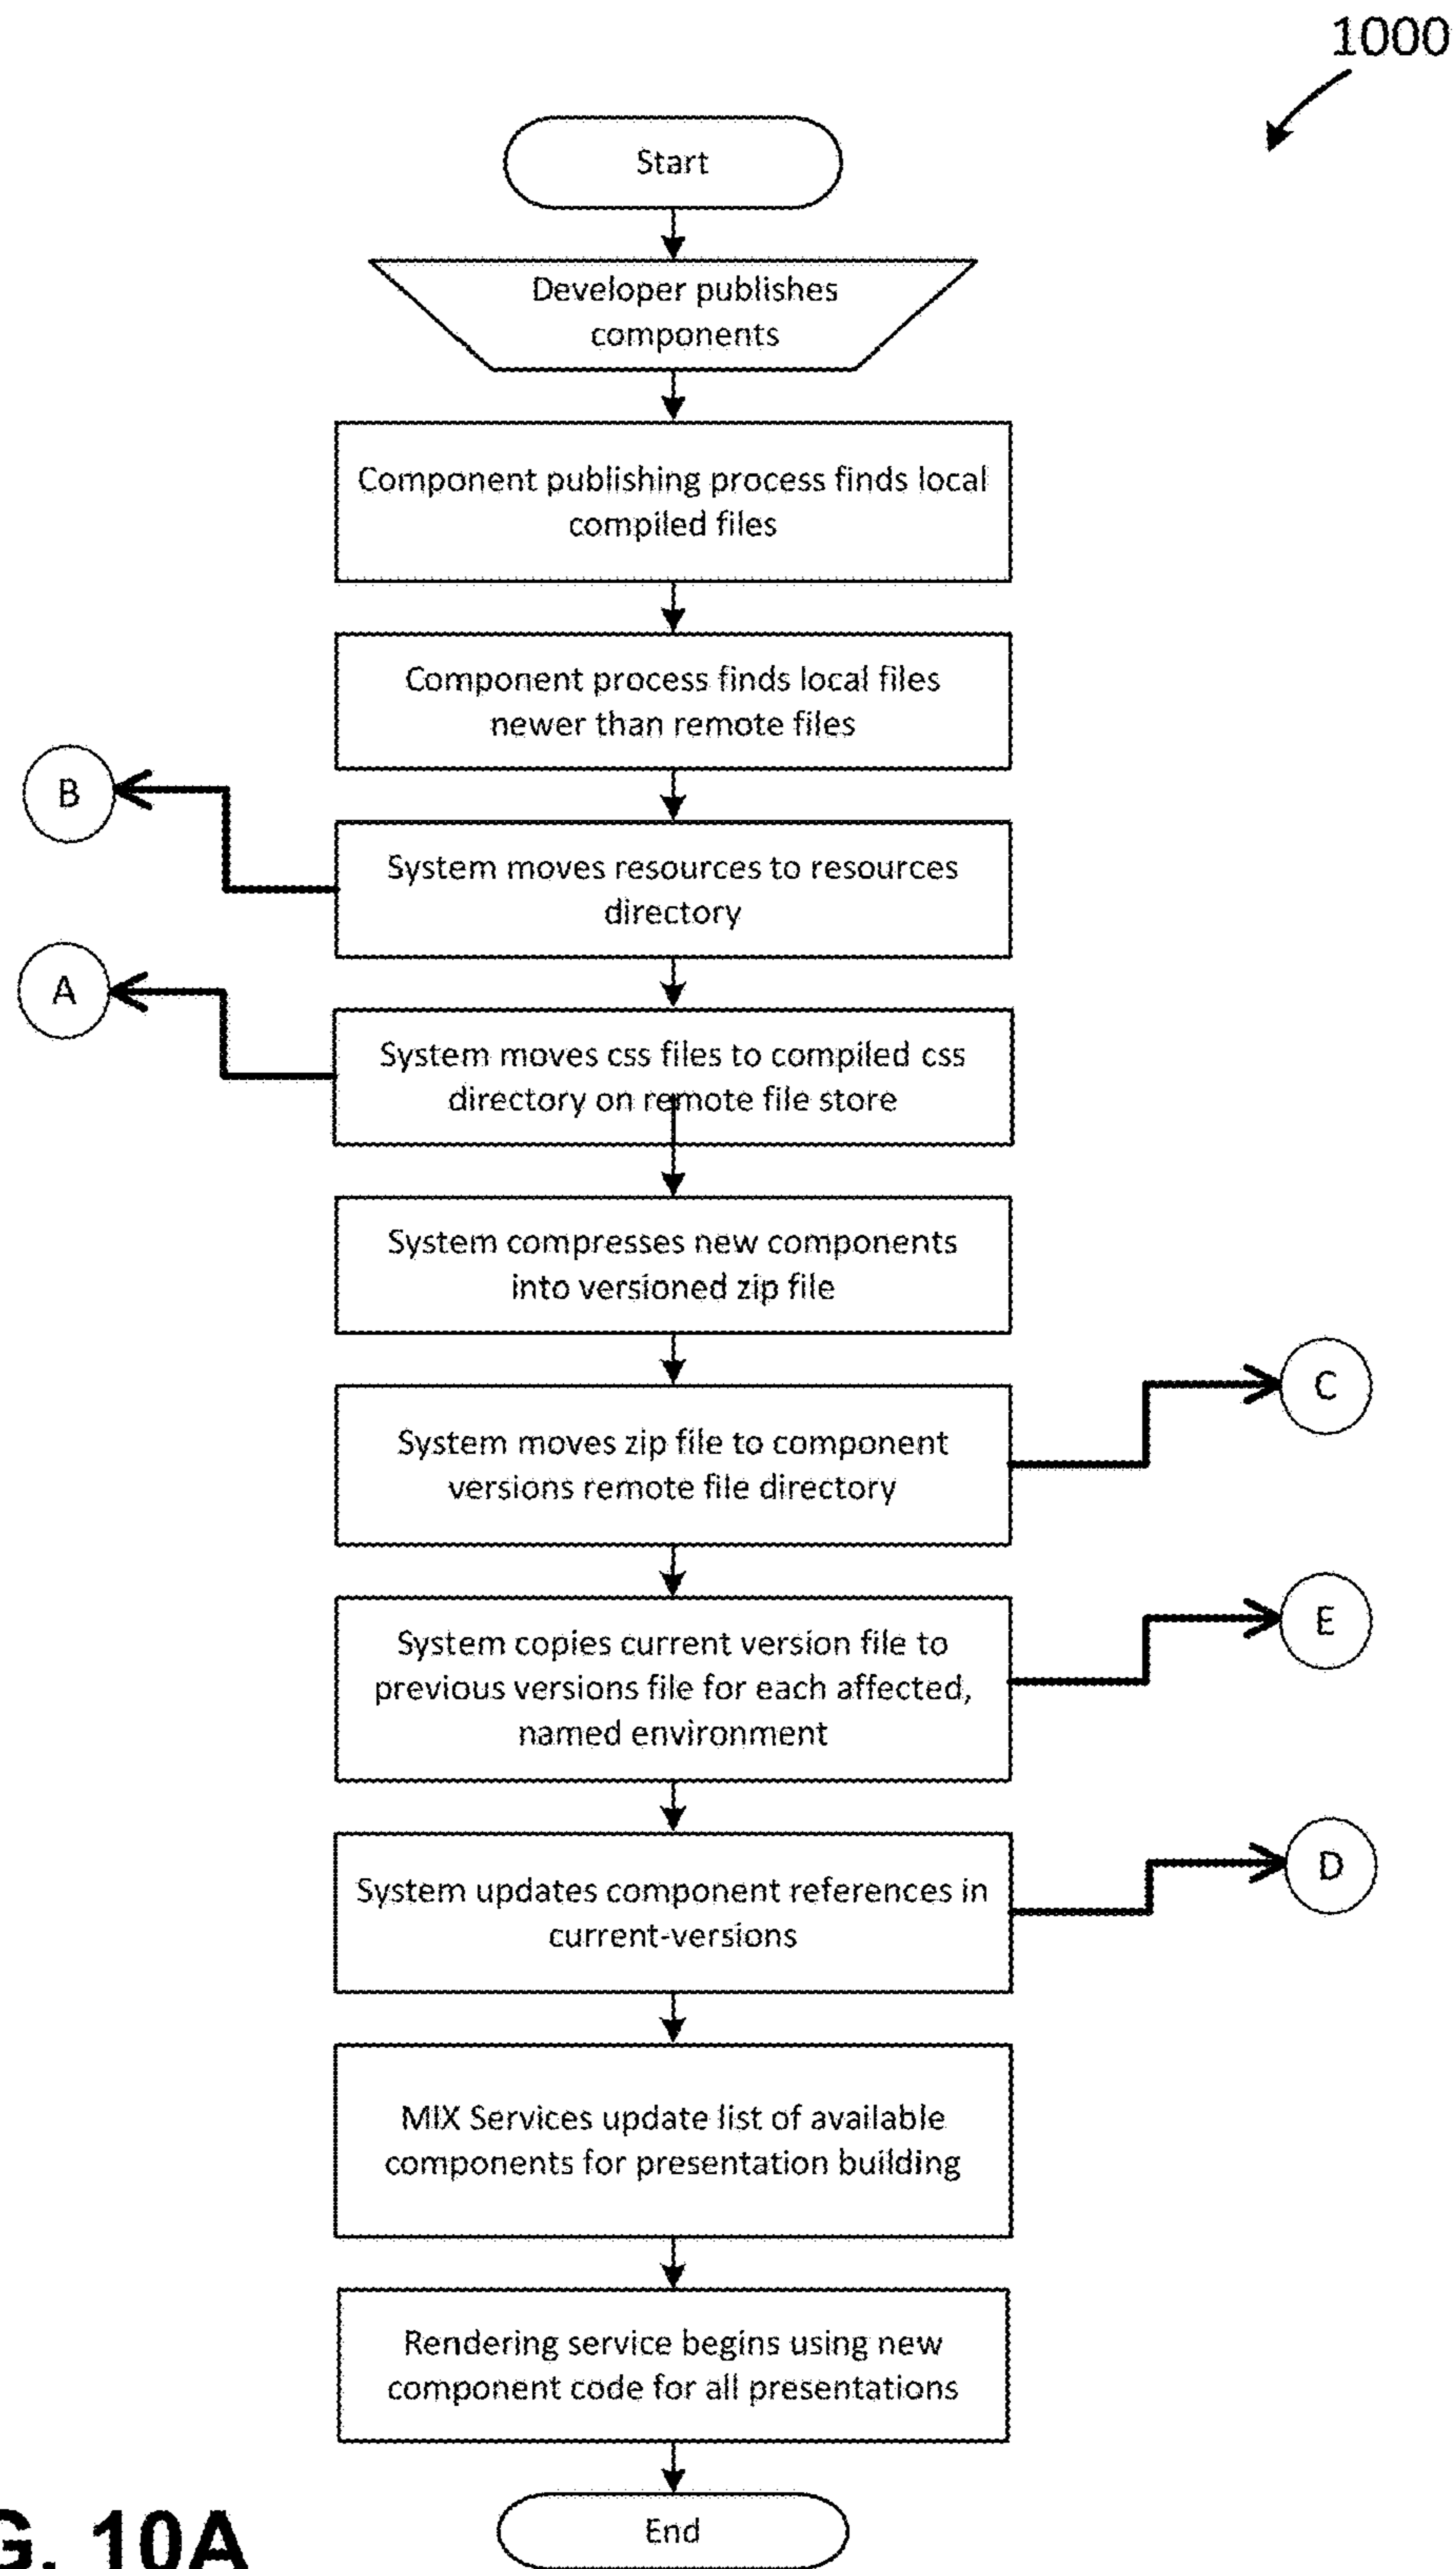 1000
Start
Developer publishes
components
Component publishing process finds local
compiled files
Component process finds local files
newer than remote files
B
System moves resources to resources
directory
A
System moves css files to compiled css
directory on remote file store
System compresses new components
into versioned zip file
C
System moves zip file to component
versions remote file directory
E
System copies current version file to
previous versions file for each affected,
named environment
D
System updates component references in
current-versions
MIX Services update list of available
components for presentation building
Rendering service begins using new
component code for all presentations
End
G. 10A